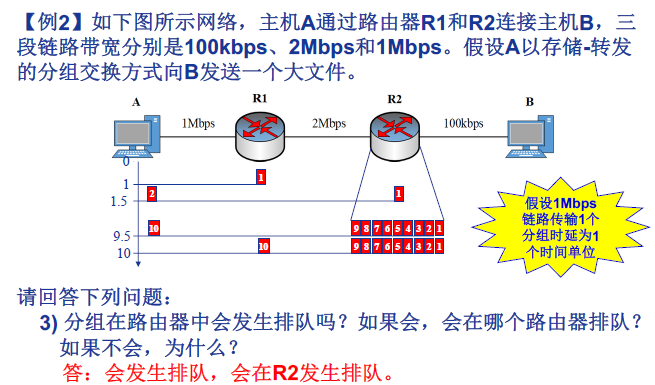 【例2】如下图所示网络，主机A通过路由器R1和R2连接主机B，三
段链路带宽分别是100kbps、2Mbps和1Mbps。假设A以存储-转发
的分组交换方式向B发送一个大文件。
A R1 R2 B
1Mbps 2Mbps 100kbps
0
1 1
1.5 2 1
9.5 10 9 8 7 6 5 4 3 2 1
10 10 9 8 7 6 5 4 3 2 1
假设1Mbps
链路传输1个
分组时延为1
个时间单位
请回答下列问题：
3) 分组在路由器中会发生排队吗？如果会，会在哪个路由器排队？
如果不会，为什么？
答：会发生排队，会在R2发生排队。